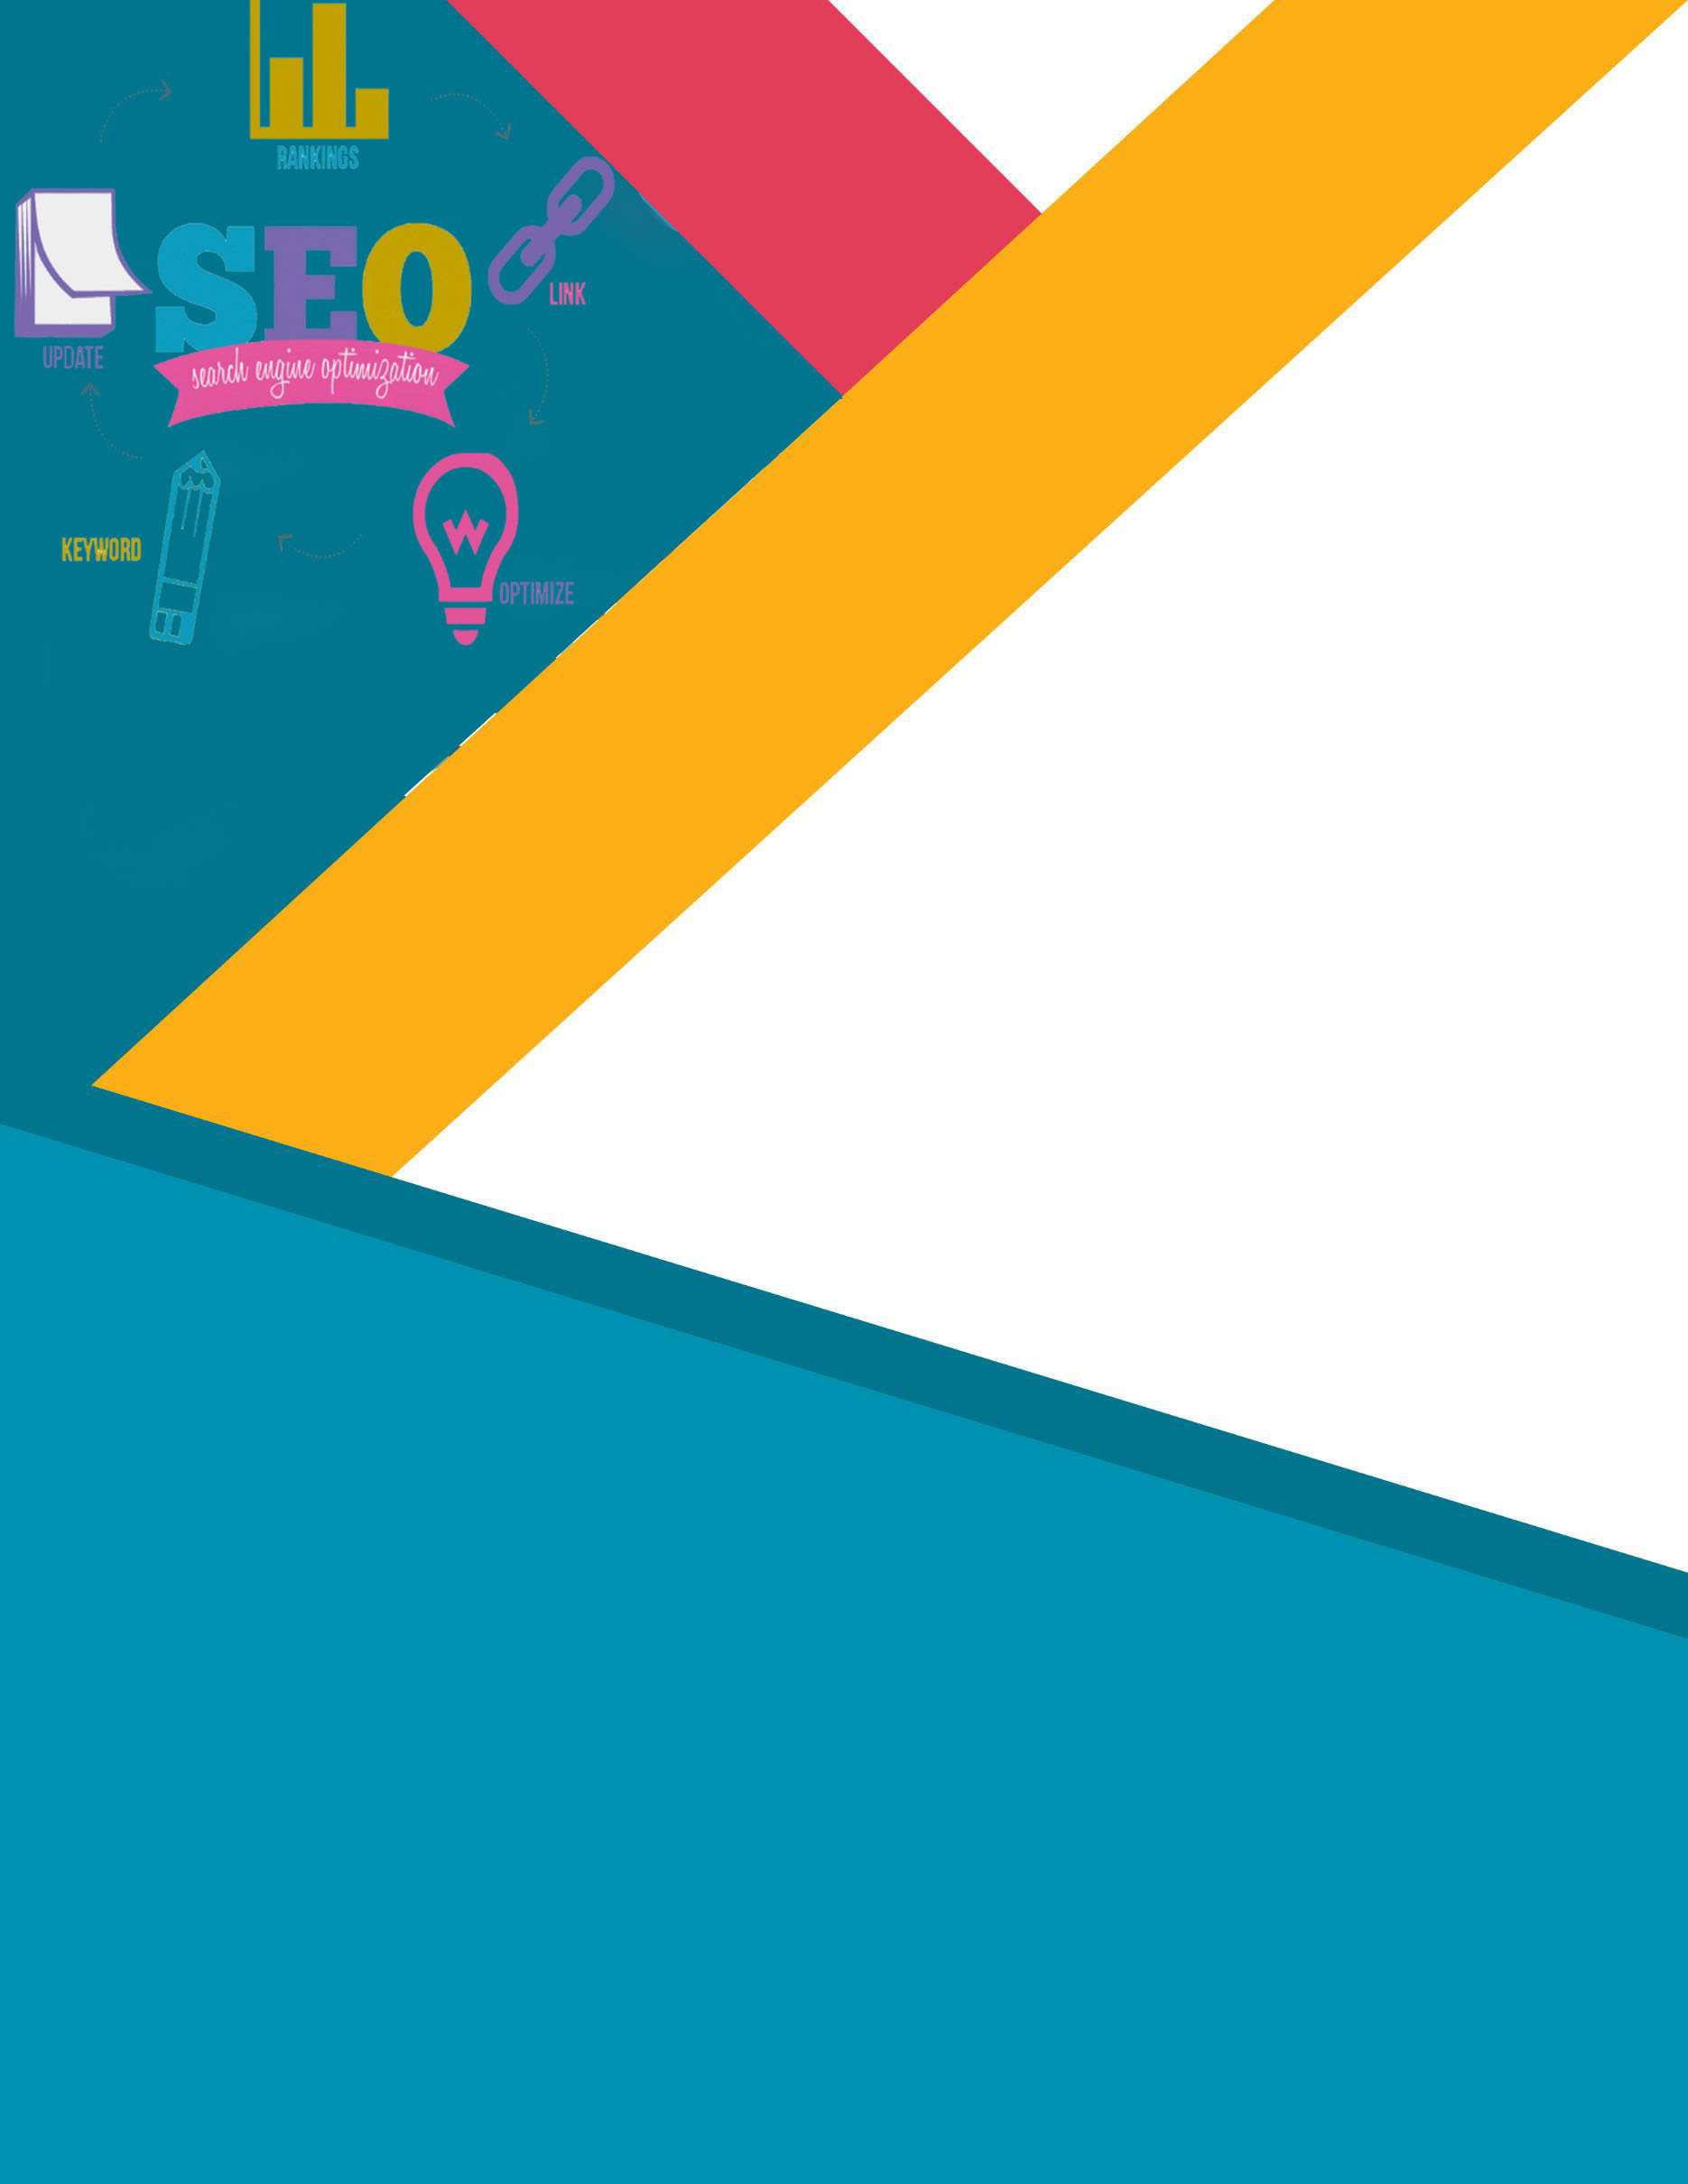 RANKINGS
SEO
LINK
UPDATE
search engine optimization
KEYWORD
OPTIMIZE